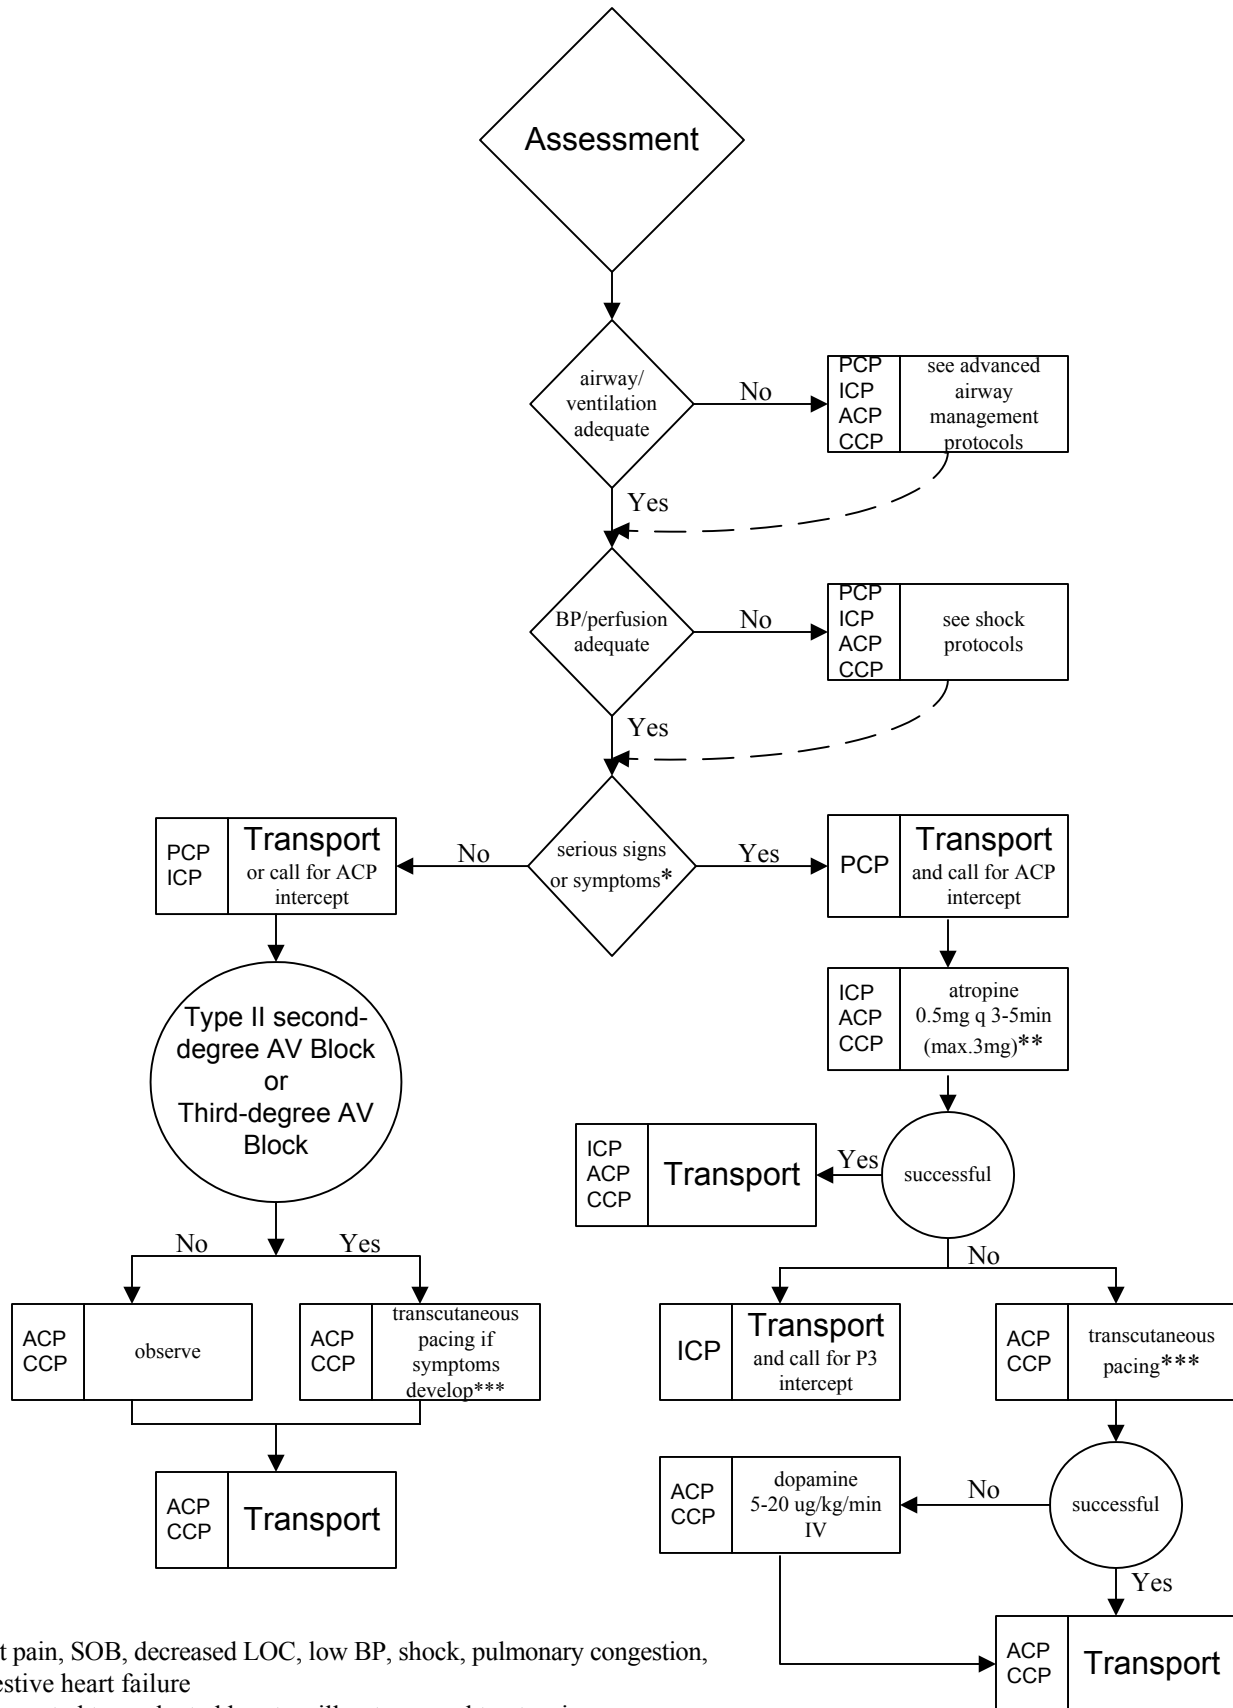 Assessment
airway/
ventilation
adequate
No
PCP
ICP
ACP
CCP
see advanced
airway
management
protocols
Yes
BP/perfusion
adequate
No
PCP
ICP
ACP
CCP
see shock
protocols
Yes
serious signs
or symptoms*
No
PCP
ICP
Transport
or call for ACP
intercept
Yes
PCP
Transport
and call for ACP
intercept
Type II second-
degree AV Block
or
Third-degree AV
Block
ICP
ACP
CCP
atropine
0.5mg q 3-5min
(max.3mg)**
successful
Yes
ICP
ACP
CCP
Transport
No
Yes
No
ACP
CCP
observe
ACP
CCP
transcutaneous
pacing if
symptoms
develop***
ICP
Transport
and call for P3
intercept
ACP
CCP
transcutaneous
pacing***
ACP
CCP
Transport
successful
No
ACP
CCP
dopamine
5-20 ug/kg/min
IV
Yes
ACP
CCP
Transport
t pain, SOB, decreased LOC, low BP, shock, pulmonary congestion,
estive heart failure